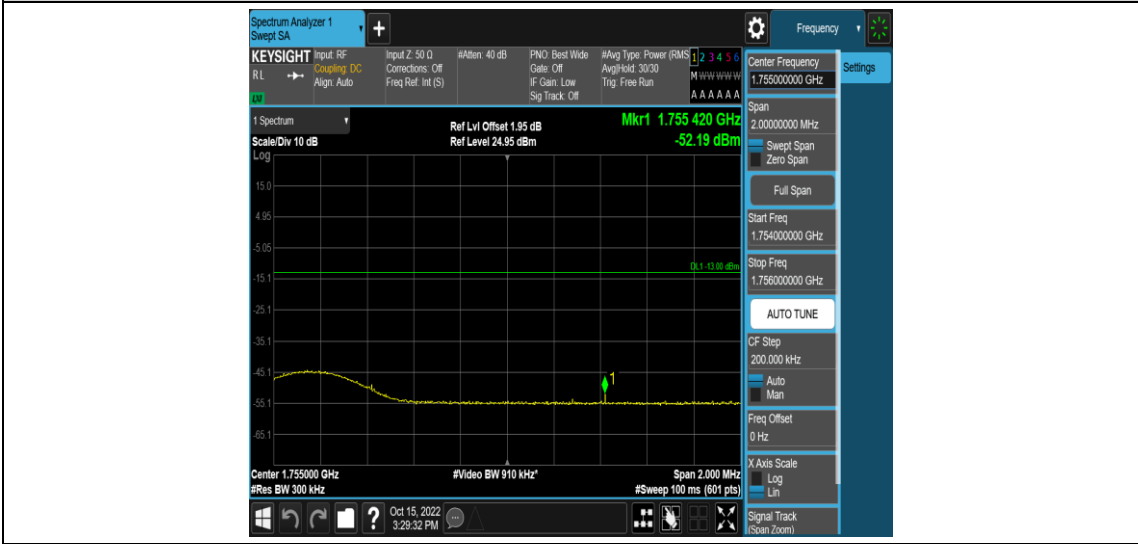 Spectrum Analyzer 1
Swept SA
+
Frequency
KEYSIGHT
RL
Input: RF
Coupling: DC
Align: Auto
Input Z: 50 Ω
Corrections: Off
Freq Ref: Int (S)
#Atten: 40 dB
PNO: Best Wide
Gate: Off
IF Gain: Low
Sig Track: Off
#Avg Type: Power (RMS
Avg|Hold: 30/30
Trig: Free Run
1 2 3 4 5 6
M W W W W W
A A A A A A
1 Spectrum
Scale/Div 10 dB
Log
Ref Lvl Offset 1.95 dB
Ref Level 24.95 dBm
Mkr1 1.755 420 GHz
-52.19 dBm
15.0
4.95
-5.05
DL1 -13.00 dBm
-15.1
-25.1
-35.1
-45.1
1
-55.1
-65.1
Center 1.755000 GHz
#Video BW 910 kHz*
Span 2.000 MHz
#Res BW 300 kHz
#Sweep 100 ms (601 pts)
?
Oct 15, 2022
3:29:32 PM
Center Frequency
1.755000000 GHz
Settings
Span
2.00000000 MHz
Swept Span
Zero Span
Full Span
Start Freq
1.754000000 GHz
Stop Freq
1.756000000 GHz
AUTO TUNE
CF Step
200.000 kHz
Auto
Man
Freq Offset
0 Hz
X Axis Scale
Log
Lin
Signal Track
(Span Zoom)